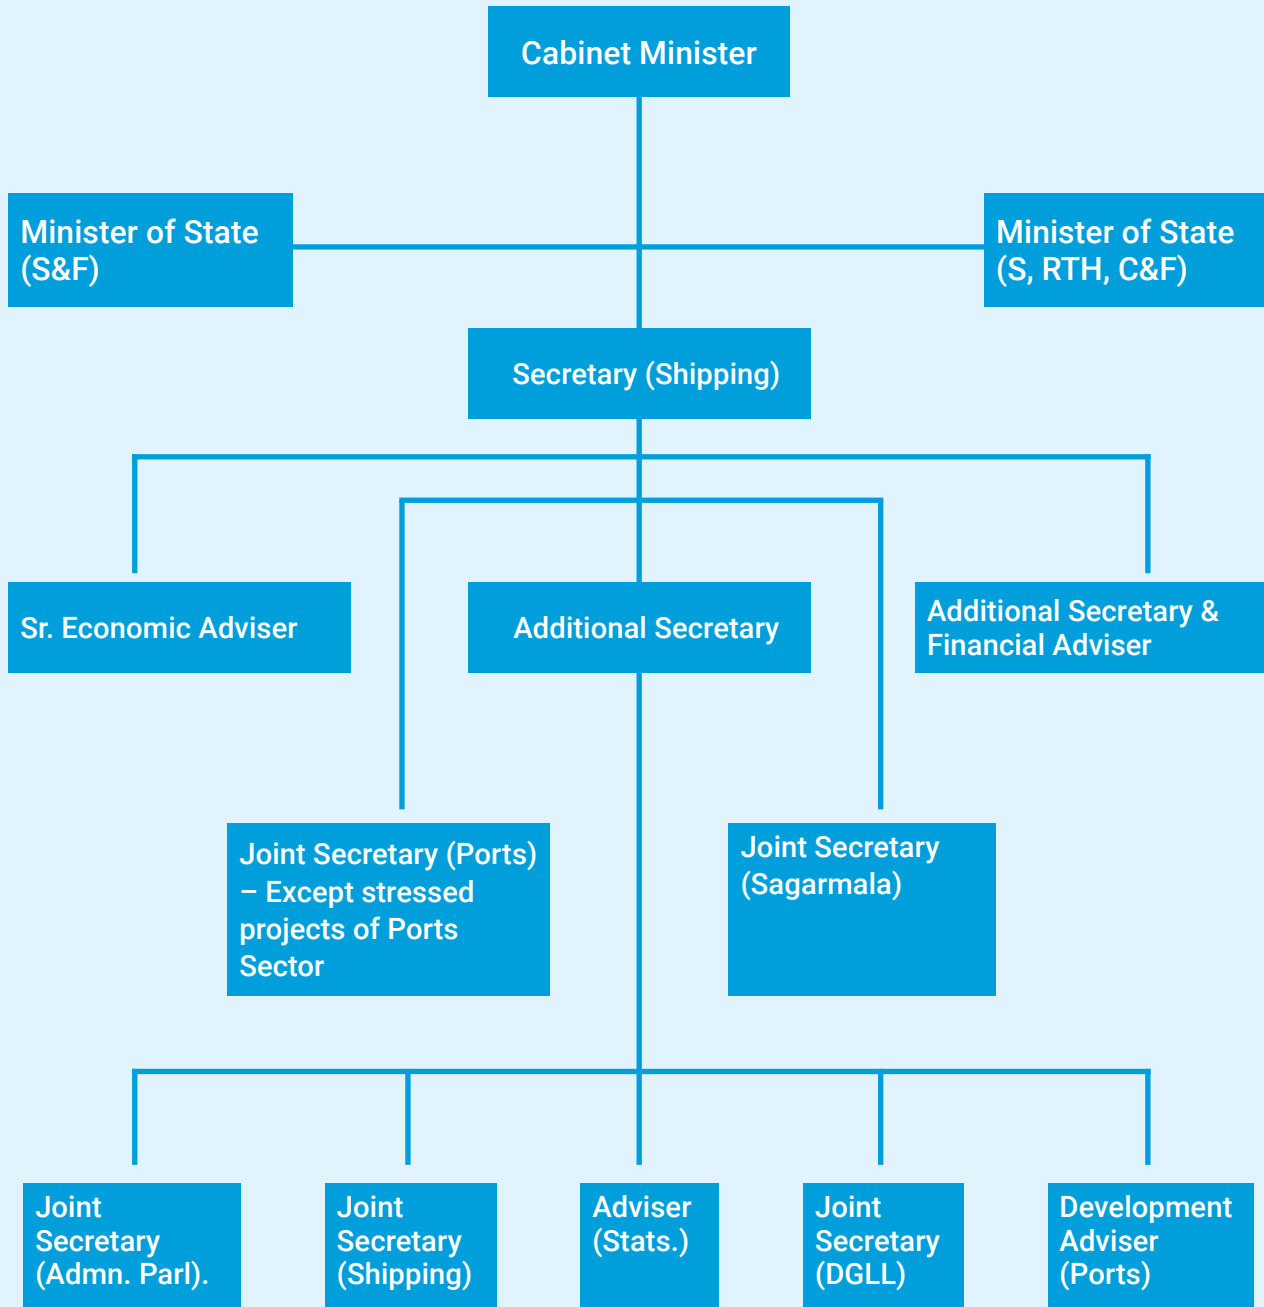 Cabinet Minister
Minister of State
(S&F)
Minister of State
(S, RTH, C&F)
Secretary (Shipping)
Sr. Economic Adviser
Additional Secretary
Additional Secretary &
Financial Adviser
Joint Secretary (Ports)
– Except stressed
projects of Ports
Sector
Joint Secretary
(Sagarmala)
Joint
Secretary
(Admn. Parl).
Joint
Secretary
(Shipping)
Adviser
(Stats.)
Joint
Secretary
(DGLL)
Development
Adviser
(Ports)